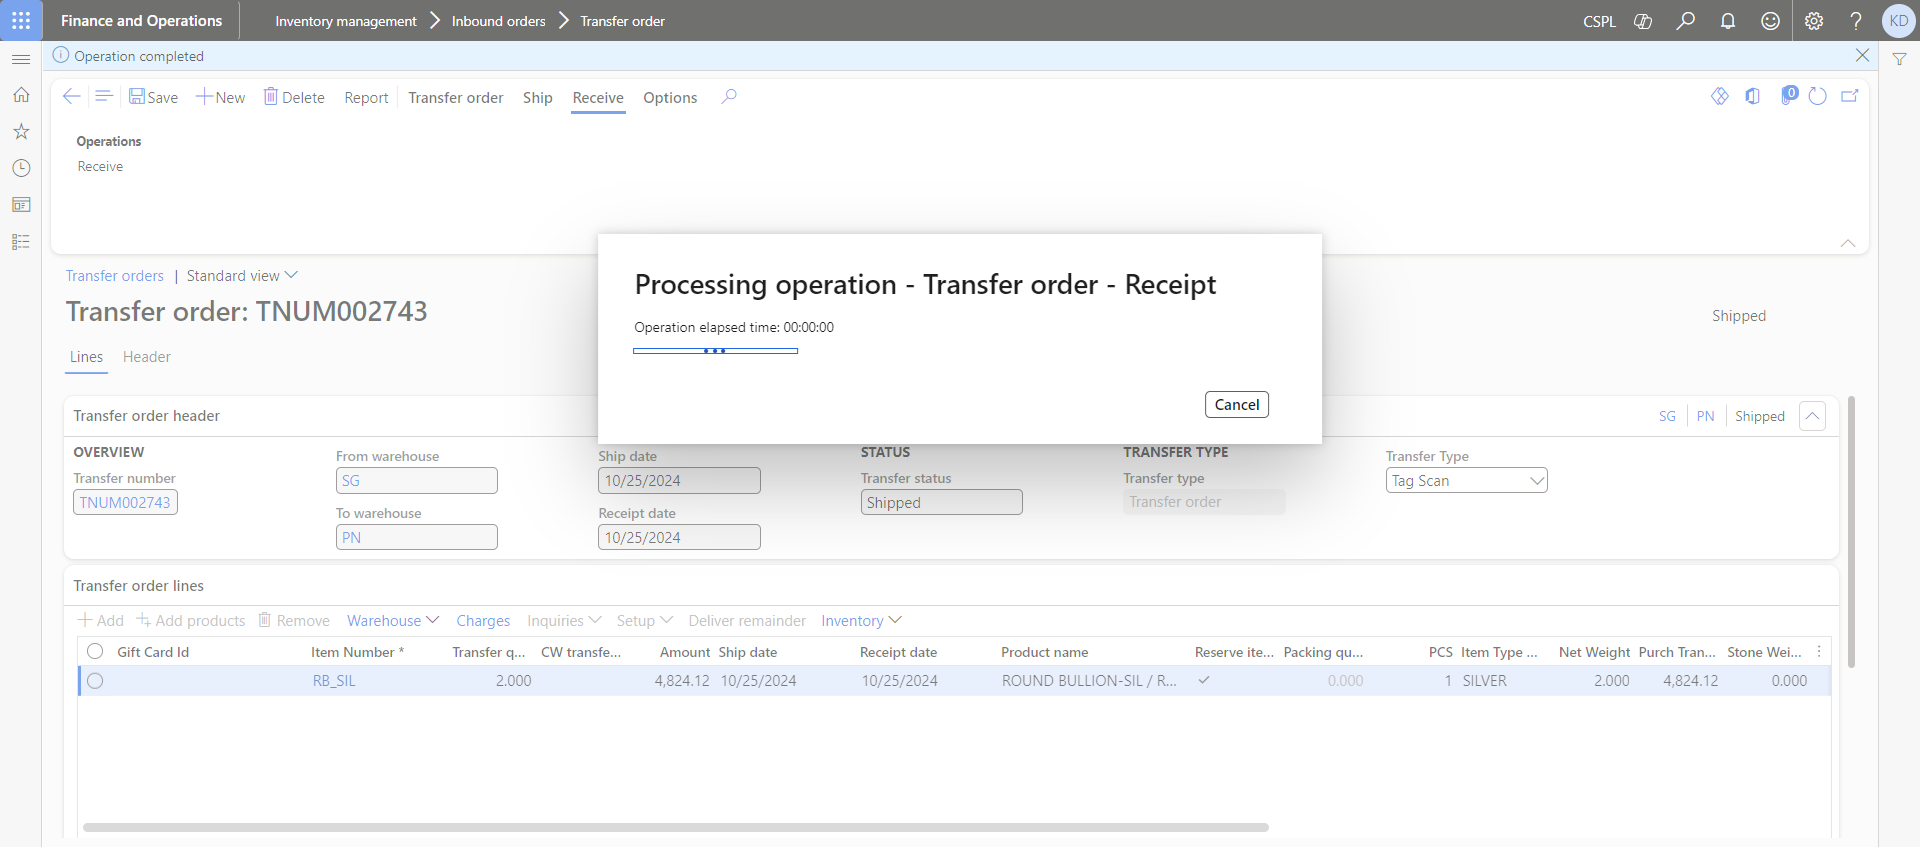 Finance and Operations
Inventory management
Inbound orders
Transfer order
CSPL
KD
Operation completed
Save
New
Delete
Report
Transfer order
Ship
Receive
Options
0
Operations
Receive
Processing operation - Transfer order - Receipt
Operation elapsed time: 00:00:00
Cancel
Transfer orders | Standard view
Transfer order: TNUM002743
Shipped
Lines
Header
Transfer order header
SG
PN
Shipped
OVERVIEW
Transfer number
TNUM002743
From warehouse
SG
To warehouse
PN
Ship date
10/25/2024
Receipt date
10/25/2024
STATUS
Transfer status
Shipped
TRANSFER TYPE
Transfer type
Transfer order
Transfer Type
Tag Scan
Transfer order lines
Add
Add products
Remove
Warehouse
Charges
Inquiries
Setup
Deliver remainder
Inventory
Gift Card Id Item Number * Transfer q... CW transfe... Amount Ship date Receipt date Product name Reserve ite... Packing qu... PCS Item Type ... Net Weight Purch Tran... Stone Wei...
RB_SIL 2.000 4,824.12 10/25/2024 10/25/2024 ROUND BULLION-SIL / R... 0.000 1 SILVER 2.000 4,824.12 0.000